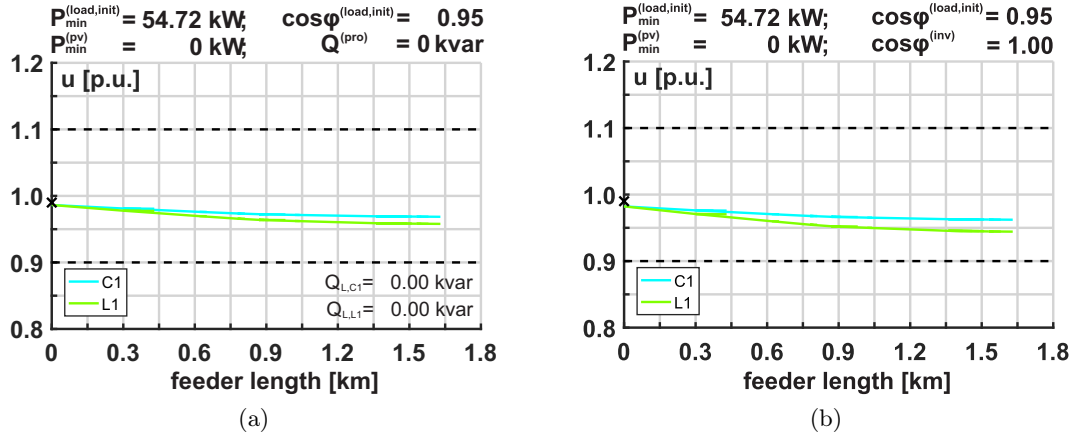 P_min^(load,init) = 54.72 kW; cosφ^(load,init) = 0.95
P_min^(pv) = 0 kW; Q^(pro) = 0 kvar
1.2
u [p.u.]
1.1
1.0
0.9
C1
L1
Q_L,C1= 0.00 kvar
Q_L,L1= 0.00 kvar
0.8
0 0.3 0.6 0.9 1.2 1.5 1.8
feeder length [km]
(a)
P_min^(load,init) = 54.72 kW; cosφ^(load,init) = 0.95
P_min^(pv) = 0 kW; cosφ^(inv) = 1.00
1.2
u [p.u.]
1.1
1.0
0.9
C1
L1
0.8
0 0.3 0.6 0.9 1.2 1.5 1.8
feeder length [km]
(b)